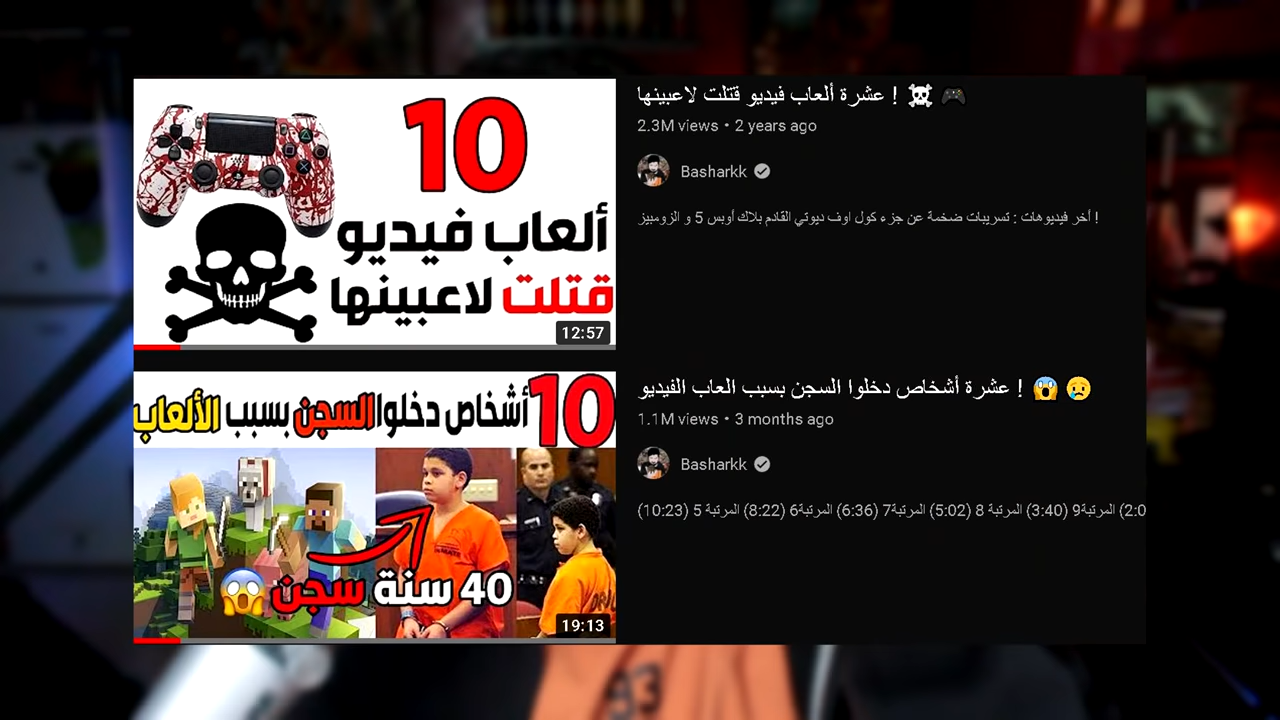 10
ألعاب فيديو
قتلت لاعبينها
12:57
عشرة ألعاب فيديو قتلت لاعبينها ! ☠️ 🎮
2.3M views • 2 years ago
Basharkk
أخر فيديوهات : تسريبات ضخمة عن جزء كول اوف ديوتي القادم بلاك أوبس 5 و الزومبيز !
10 أشخاص دخلوا السجن بسبب الألعاب
40 سنة سجن 😱
19:13
عشرة أشخاص دخلوا السجن بسبب العاب الفيديو ! 😱 😢
1.1M views • 3 months ago
Basharkk
(10:23) المرتبة 5 (8:22) المرتبة6 (6:36) المرتبة7 (5:02) المرتبة 8 (3:40) المرتبة9 (2:0
93